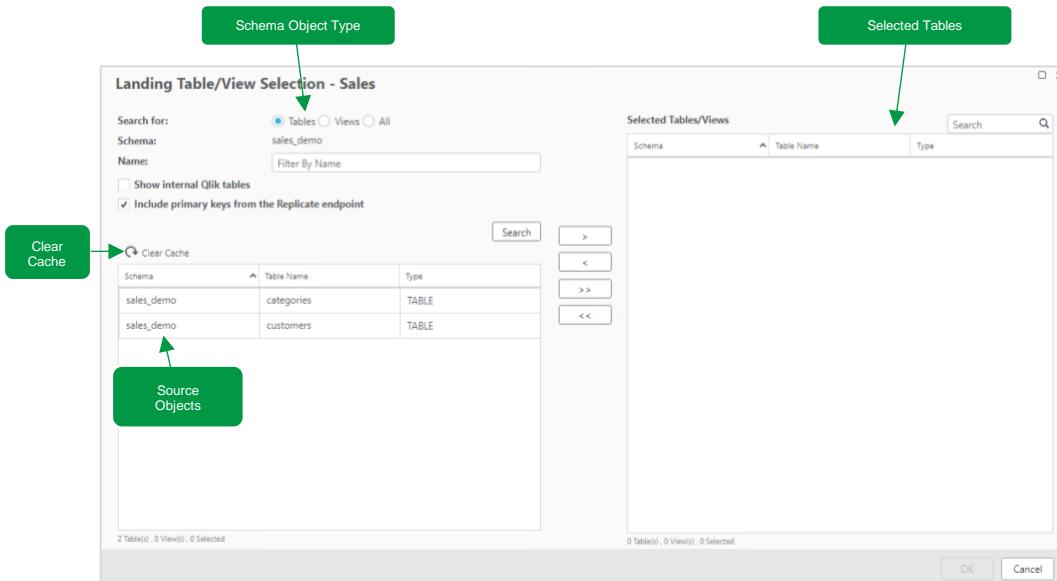 Schema Object Type
Selected Tables
Landing Table/View Selection - Sales
Search for:
Tables Views All
Schema:
sales_demo
Name:
Filter By Name
Show internal Qlik tables
Include primary keys from the Replicate endpoint
Search
Clear
Cache
Clear Cache
Schema Table Name Type
sales_demo categories TABLE
sales_demo customers TABLE
Source
Objects
2 Table(s) , 0 View(s) , 0 Selected
>
<
>>
<<
Selected Tables/Views
Search
Schema Table Name Type
0 Table(s) , 0 View(s) , 0 Selected
OK
Cancel